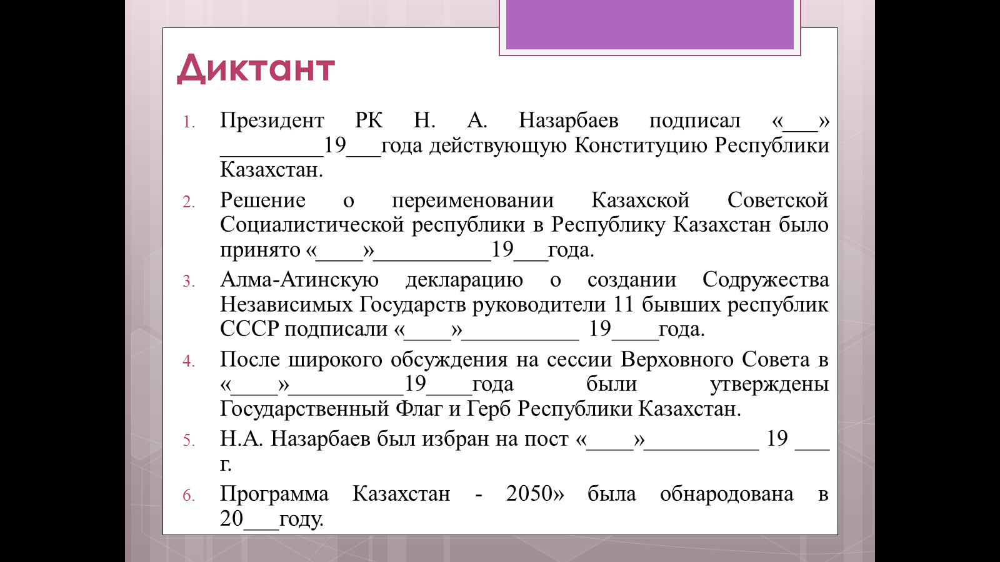 Диктант
1. Президент РК Н. А. Назарбаев подписал «___»
_________19___года действующую Конституцию Республики
Казахстан.
2. Решение о переименовании Казахской Советской
Социалистической республики в Республику Казахстан было
принято «____»__________19___года.
3. Алма-Атинскую декларацию о создании Содружества
Независимых Государств руководители 11 бывших республик
СССР подписали «____»__________ 19____года.
4. После широкого обсуждения на сессии Верховного Совета в
«____»__________19____года были утверждены
Государственный Флаг и Герб Республики Казахстан.
5. Н.А. Назарбаев был избран на пост «____»__________ 19 ___
г.
6. Программа Казахстан - 2050» была обнародована в
20___году.